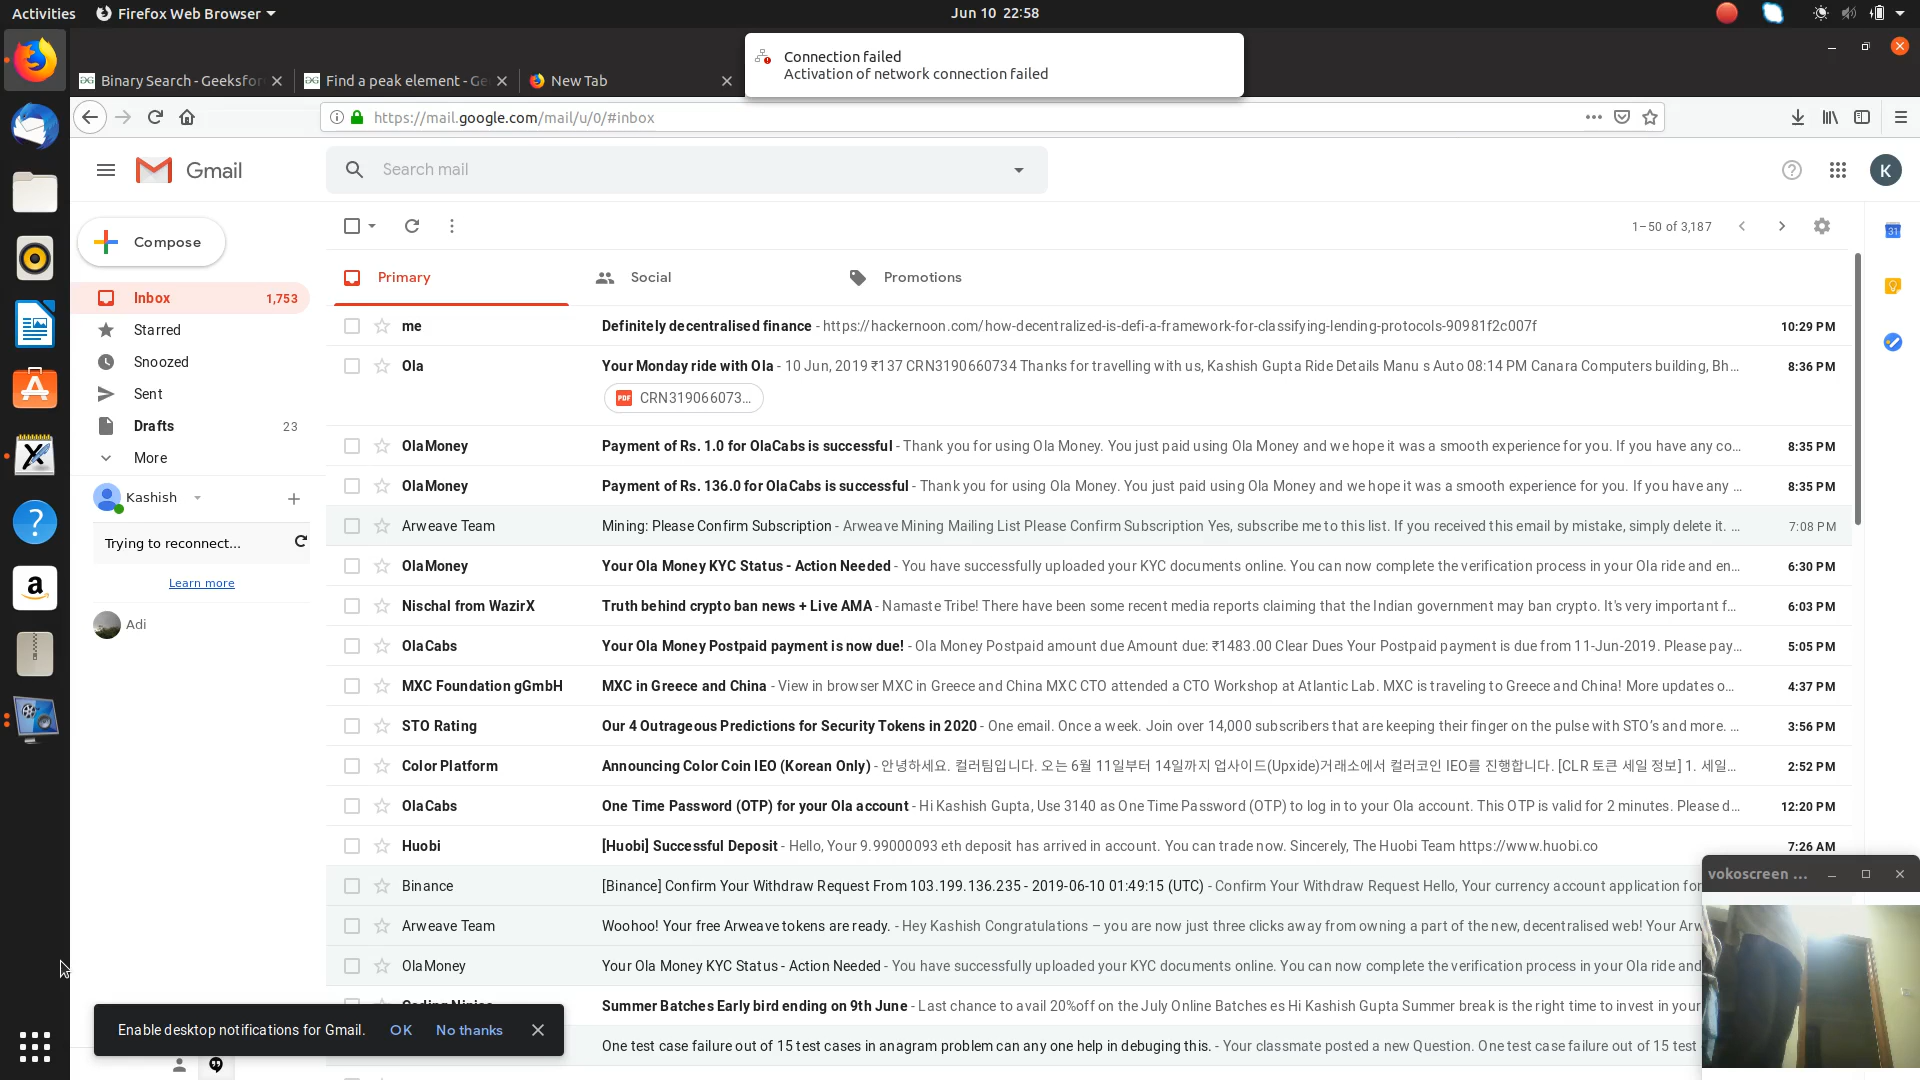 Activities Firefox Web Browser Jun 10 22:58
Connection failed
Activation of network connection failed
Binary Search - Geeksfor Find a peak element - Ge New Tab
https://mail.google.com/mail/u/0/#inbox
Gmail Search mail K
Compose 1–50 of 3,187
31
Primary Social Promotions
Inbox 1,753
Starred
Snoozed
Sent
Drafts 23
More
Kashish
Trying to reconnect...
Learn more
Adi
me Definitely decentralised finance - https://hackernoon.com/how-decentralized-is-defi-a-framework-for-classifying-lending-protocols-90981f2c007f 10:29 PM
Ola Your Monday ride with Ola - 10 Jun, 2019 ₹137 CRN3190660734 Thanks for travelling with us, Kashish Gupta Ride Details Manu s Auto 08:14 PM Canara Computers building, Bh... 8:36 PM
PDF CRN319066073...
OlaMoney Payment of Rs. 1.0 for OlaCabs is successful - Thank you for using Ola Money. You just paid using Ola Money and we hope it was a smooth experience for you. If you have any co... 8:35 PM
OlaMoney Payment of Rs. 136.0 for OlaCabs is successful - Thank you for using Ola Money. You just paid using Ola Money and we hope it was a smooth experience for you. If you have any ... 8:35 PM
Arweave Team Mining: Please Confirm Subscription - Arweave Mining Mailing List Please Confirm Subscription Yes, subscribe me to this list. If you received this email by mistake, simply delete it. ... 7:08 PM
OlaMoney Your Ola Money KYC Status - Action Needed - You have successfully uploaded your KYC documents online. You can now complete the verification process in your Ola ride and en... 6:30 PM
Nischal from WazirX Truth behind crypto ban news + Live AMA - Namaste Tribe! There have been some recent media reports claiming that the Indian government may ban crypto. It's very important f... 6:03 PM
OlaCabs Your Ola Money Postpaid payment is now due! - Ola Money Postpaid amount due Amount due: ₹1483.00 Clear Dues Your Postpaid payment is due from 11-Jun-2019. Please pay... 5:05 PM
MXC Foundation gGmbH MXC in Greece and China - View in browser MXC in Greece and China MXC CTO attended a CTO Workshop at Atlantic Lab. MXC is traveling to Greece and China! More updates o... 4:37 PM
STO Rating Our 4 Outrageous Predictions for Security Tokens in 2020 - One email. Once a week. Join over 14,000 subscribers that are keeping their finger on the pulse with STO's and more. ... 3:56 PM
Color Platform Announcing Color Coin IEO (Korean Only) - 안녕하세요. 컬러팀입니다. 오는 6월 11일부터 14일까지 업사이드(Upxide)거래소에서 컬러코인 IEO를 진행합니다. [CLR 토큰 세일 정보] 1. 세일... 2:52 PM
OlaCabs One Time Password (OTP) for your Ola account - Hi Kashish Gupta, Use 3140 as One Time Password (OTP) to log in to your Ola account. This OTP is valid for 2 minutes. Please d... 12:20 PM
Huobi [Huobi] Successful Deposit - Hello, Your 9.99000093 eth deposit has arrived in account. You can trade now. Sincerely, The Huobi Team https://www.huobi.co 7:26 AM
Binance [Binance] Confirm Your Withdraw Request From 103.199.136.235 - 2019-06-10 01:49:15 (UTC) - Confirm Your Withdraw Request Hello, Your currency account application for
vokoscreen ...
Arweave Team Woohoo! Your free Arweave tokens are ready. - Hey Kashish Congratulations – you are now just three clicks away from owning a part of the new, decentralised web! Your Arw
OlaMoney Your Ola Money KYC Status - Action Needed - You have successfully uploaded your KYC documents online. You can now complete the verification process in your Ola ride and
Summer Batches Early bird ending on 9th June - Last chance to avail 20%off on the July Online Batches es Hi Kashish Gupta Summer break is the right time to invest in your
Enable desktop notifications for Gmail. OK No thanks
One test case failure out of 15 test cases in anagram problem can any one help in debuging this. - Your classmate posted a new Question. One test case failure out of 15 test